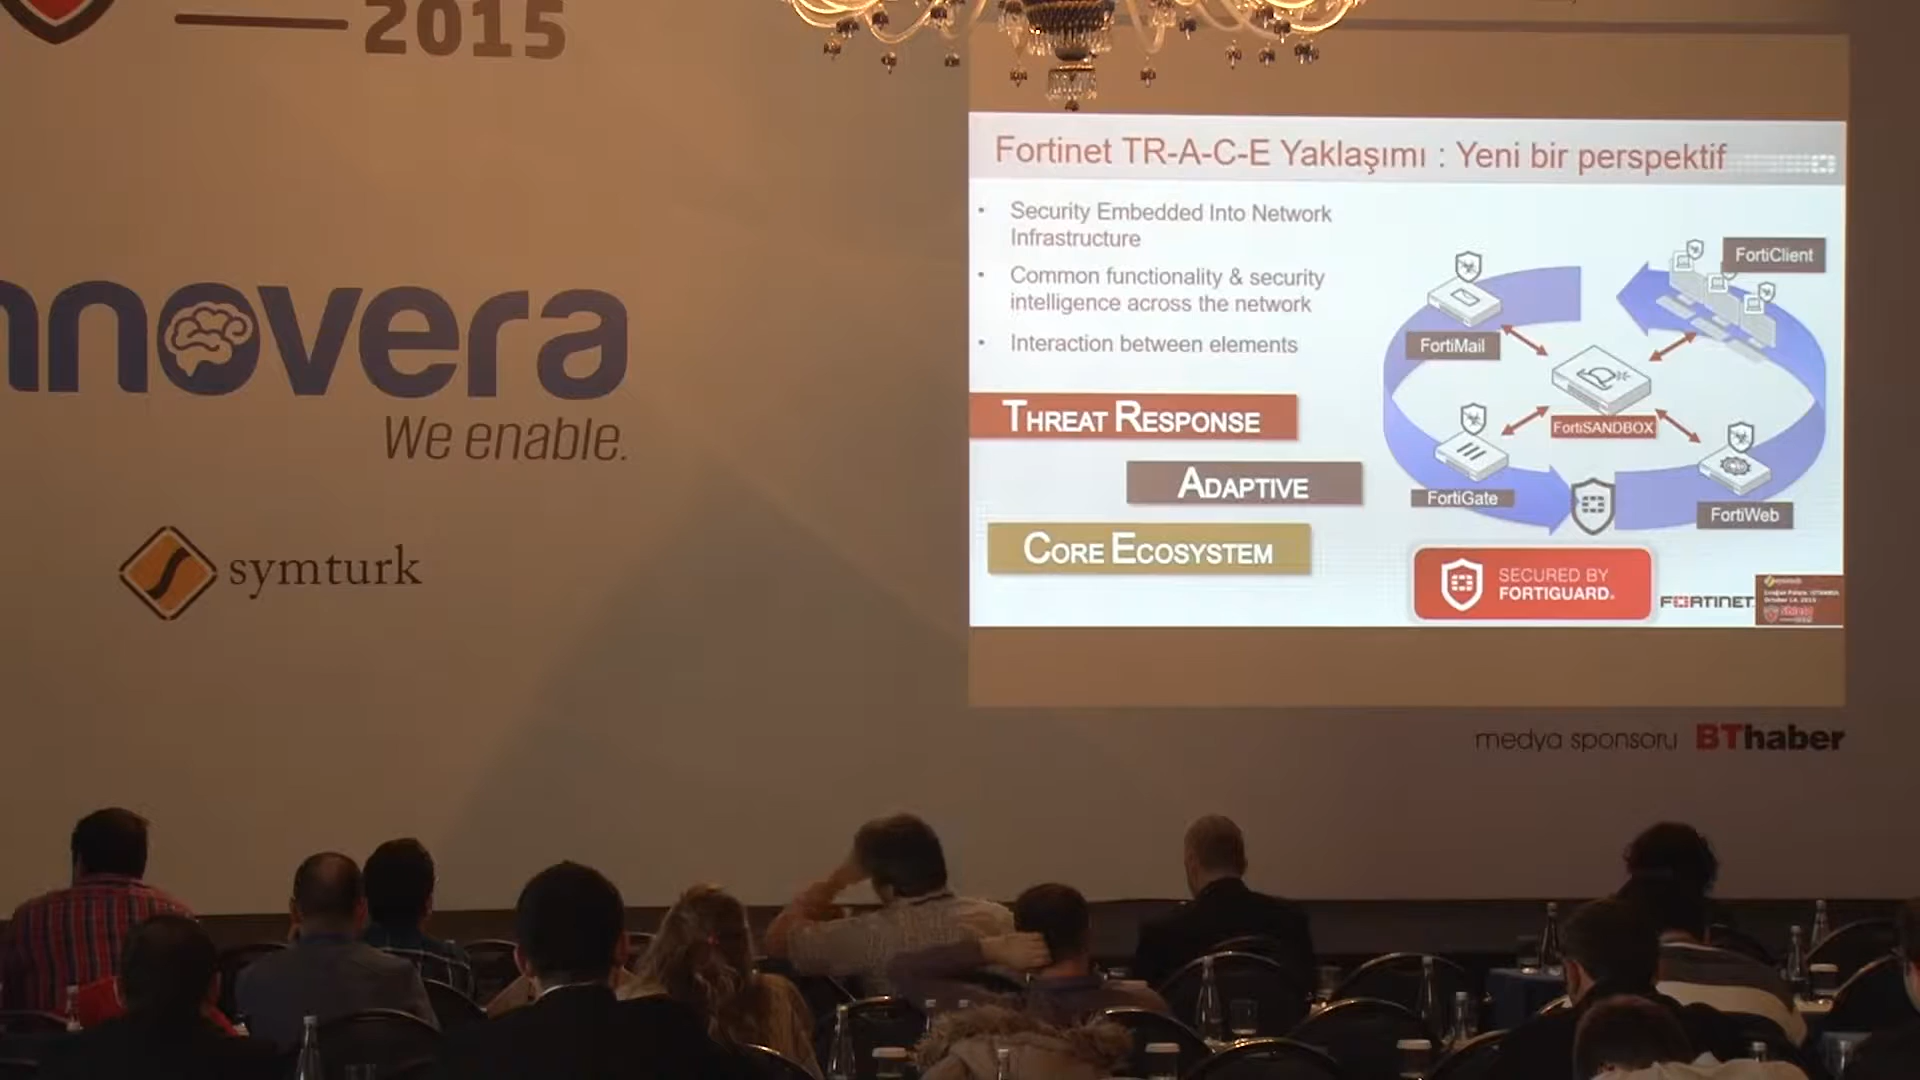 2015
nnovera
We enable.
symturk
Fortinet TR-A-C-E Yaklaşımı : Yeni bir perspektif
• Security Embedded Into Network
Infrastructure
• Common functionality & security
intelligence across the network
• Interaction between elements
THREAT RESPONSE
ADAPTIVE
CORE ECOSYSTEM
FortiClient
FortiMail
FortiSANDBOX
FortiGate
FortiWeb
SECURED BY
FORTIGUARD.
FORTINET
medya sponsoru BThaber